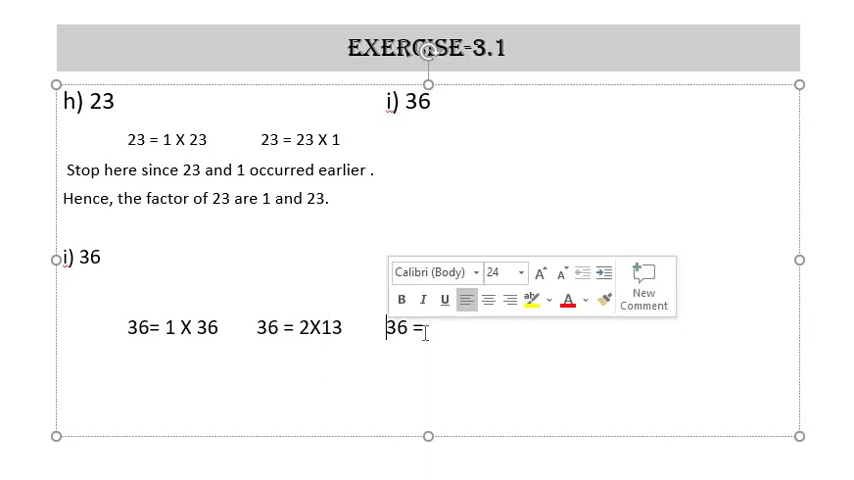 EXERCISE=3.1
h) 23 i) 36
23 = 1 X 23 23 = 23 X 1
Stop here since 23 and 1 occurred earlier .
Hence, the factor of 23 are 1 and 23.
i) 36
Calibri (Body) 24 A A
B I U ab A New Comment
36= 1 X 36 36 = 2X13 36 =